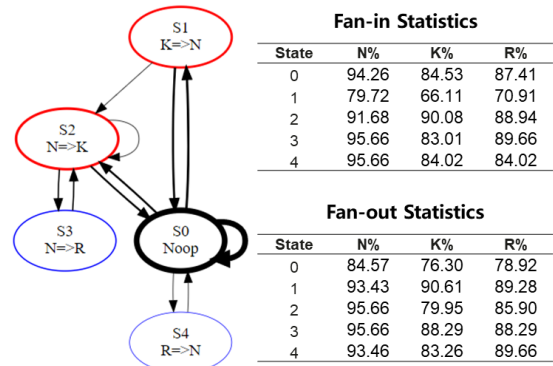 S1
K=>N
S2
N=>K
S3
N=>R
S0
Noop
S4
R=>N
Fan-in Statistics
State N% K% R%
0 94.26 84.53 87.41
1 79.72 66.11 70.91
2 91.68 90.08 88.94
3 95.66 83.01 89.66
4 95.66 84.02 84.02
Fan-out Statistics
State N% K% R%
0 84.57 76.30 78.92
1 93.43 90.61 89.28
2 95.66 79.95 85.90
3 95.66 88.29 88.29
4 93.46 83.26 89.66